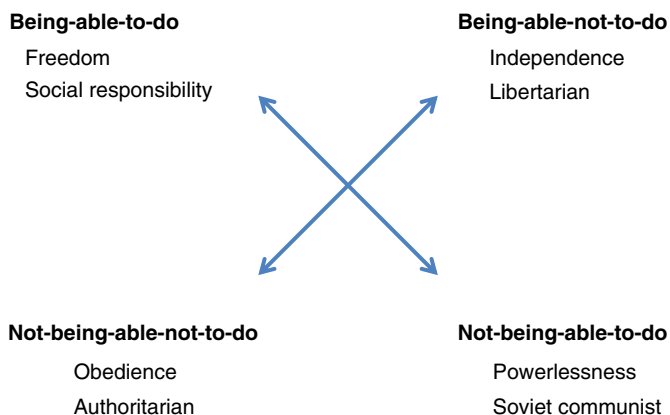 Being-able-to-do
Freedom
Social responsibility
Being-able-not-to-do
Independence
Libertarian
Not-being-able-not-to-do
Obedience
Authoritarian
Not-being-able-to-do
Powerlessness
Soviet communist